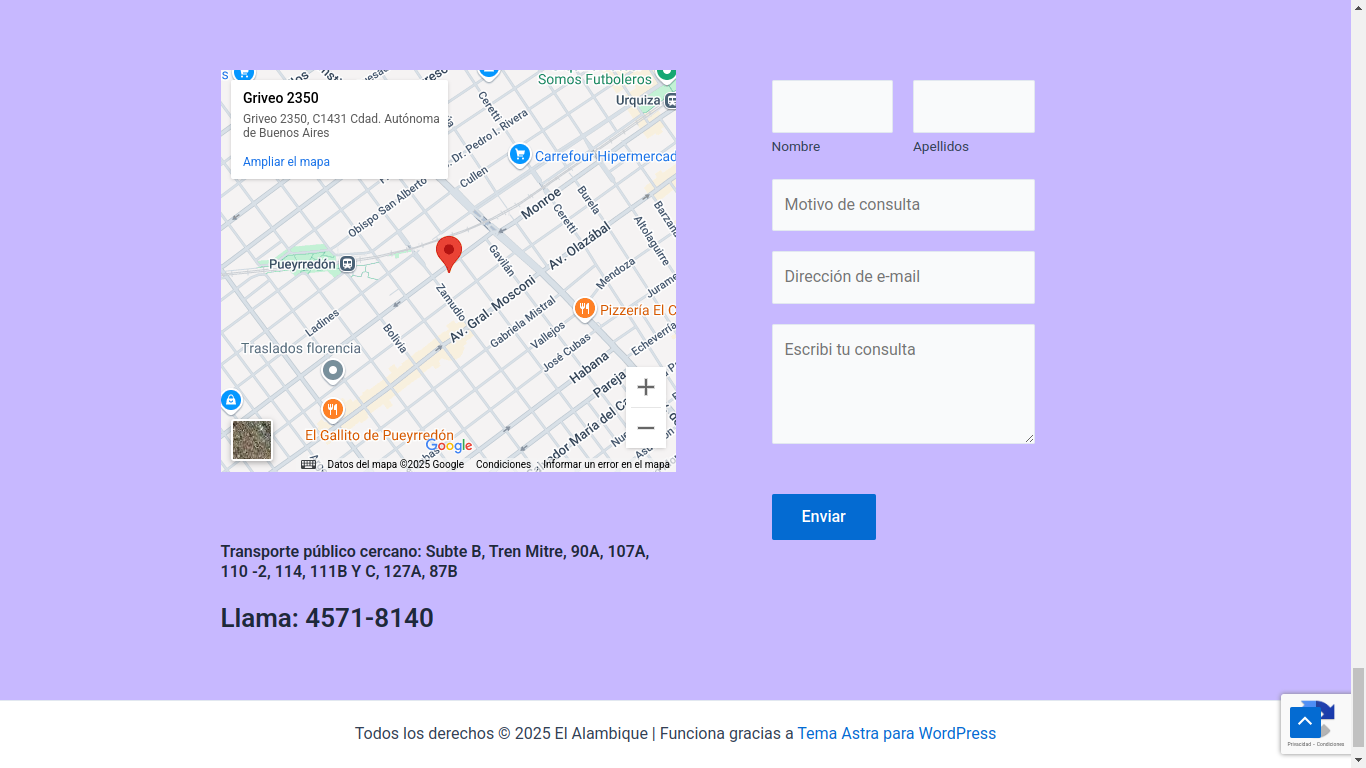 Somos Futboleros
Urquiza
Griveo 2350
Griveo 2350, C1431 Cdad. Autónoma
de Buenos Aires
Ampliar el mapa
Ceretti
Dr. Pedro I. Rivera
Carrefour Hipermercad
Cullen
Obispo San Alberto
Monroe
Burela
Ceretti
Barzana
Altolaguirre
Av. Olazábal
Gavilán
Pueyrredón
Mendoza
Zamudio
Av. Gral. Mosconi
Gabriela Mistral
Pizzería El C
Ladines
Bolivia
Vallejos
José Cubas
Echeverría
Traslados florencia
Habana
Pareja
El Gallito de Pueyrredón
Google
Datos del mapa ©2025 Google
Condiciones
Informar un error en el mapa
Nombre
Apellidos
Motivo de consulta
Dirección de e-mail
Escribi tu consulta
Enviar
Transporte público cercano: Subte B, Tren Mitre, 90A, 107A,
110 -2, 114, 111B Y C, 127A, 87B
Llama: 4571-8140
Todos los derechos © 2025 El Alambique | Funciona gracias a Tema Astra para WordPress
Privacidad - Condiciones